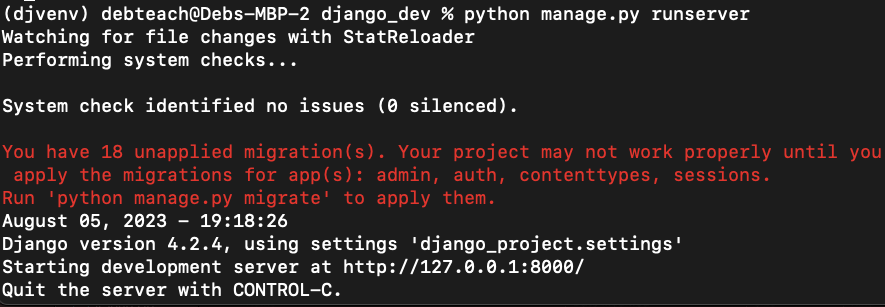 (djvenv) debteach@Debs-MBP-2 django_dev % python manage.py runserver
Watching for file changes with StatReloader
Performing system checks...
System check identified no issues (0 silenced).
You have 18 unapplied migration(s). Your project may not work properly until you
apply the migrations for app(s): admin, auth, contenttypes, sessions.
Run 'python manage.py migrate' to apply them.
August 05, 2023 - 19:18:26
Django version 4.2.4, using settings 'django_project.settings'
Starting development server at http://127.0.0.1:8000/
Quit the server with CONTROL-C.